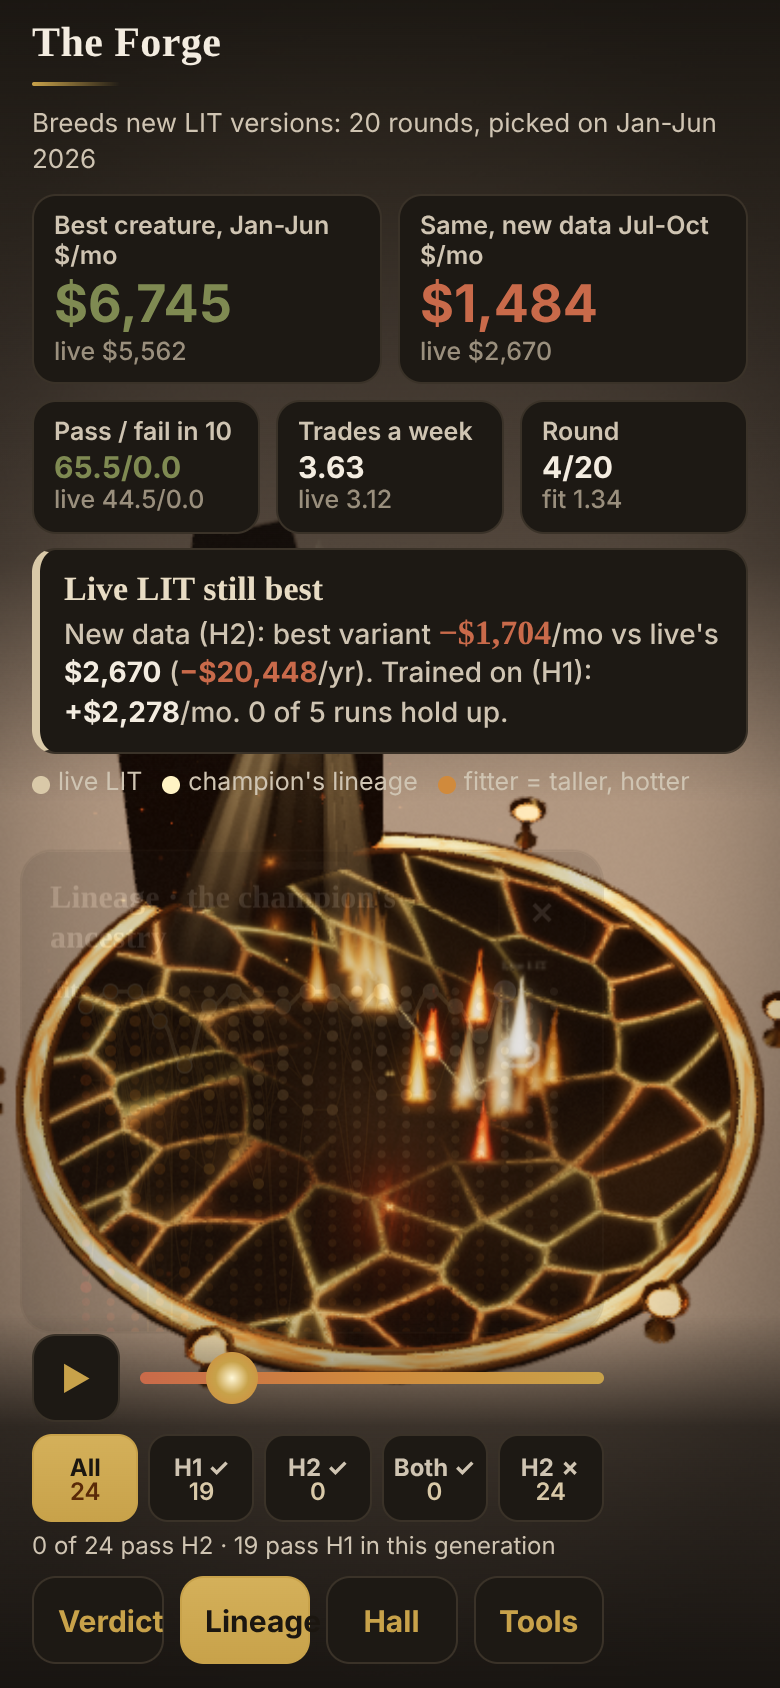 The Forge
Breeds new LIT versions: 20 rounds, picked on Jan-Jun
2026
Best creature, Jan-Jun
$/mo
$6,745
live $5,562
Same, new data Jul-Oct
$/mo
$1,484
live $2,670
Pass / fail in 10
65.5/0.0
live 44.5/0.0
Trades a week
3.63
live 3.12
Round
4/20
fit 1.34
Live LIT still best
New data (H2): best variant −$1,704/mo vs live's
$2,670 (−$20,448/yr). Trained on (H1):
+$2,278/mo. 0 of 5 runs hold up.
live LIT champion's lineage fitter = taller, hotter
Lineage · the champion's
ancestry
All
24
H1 ✓
19
H2 ✓
0
Both ✓
0
H2 ×
24
0 of 24 pass H2 · 19 pass H1 in this generation
Verdict
Lineage
Hall
Tools